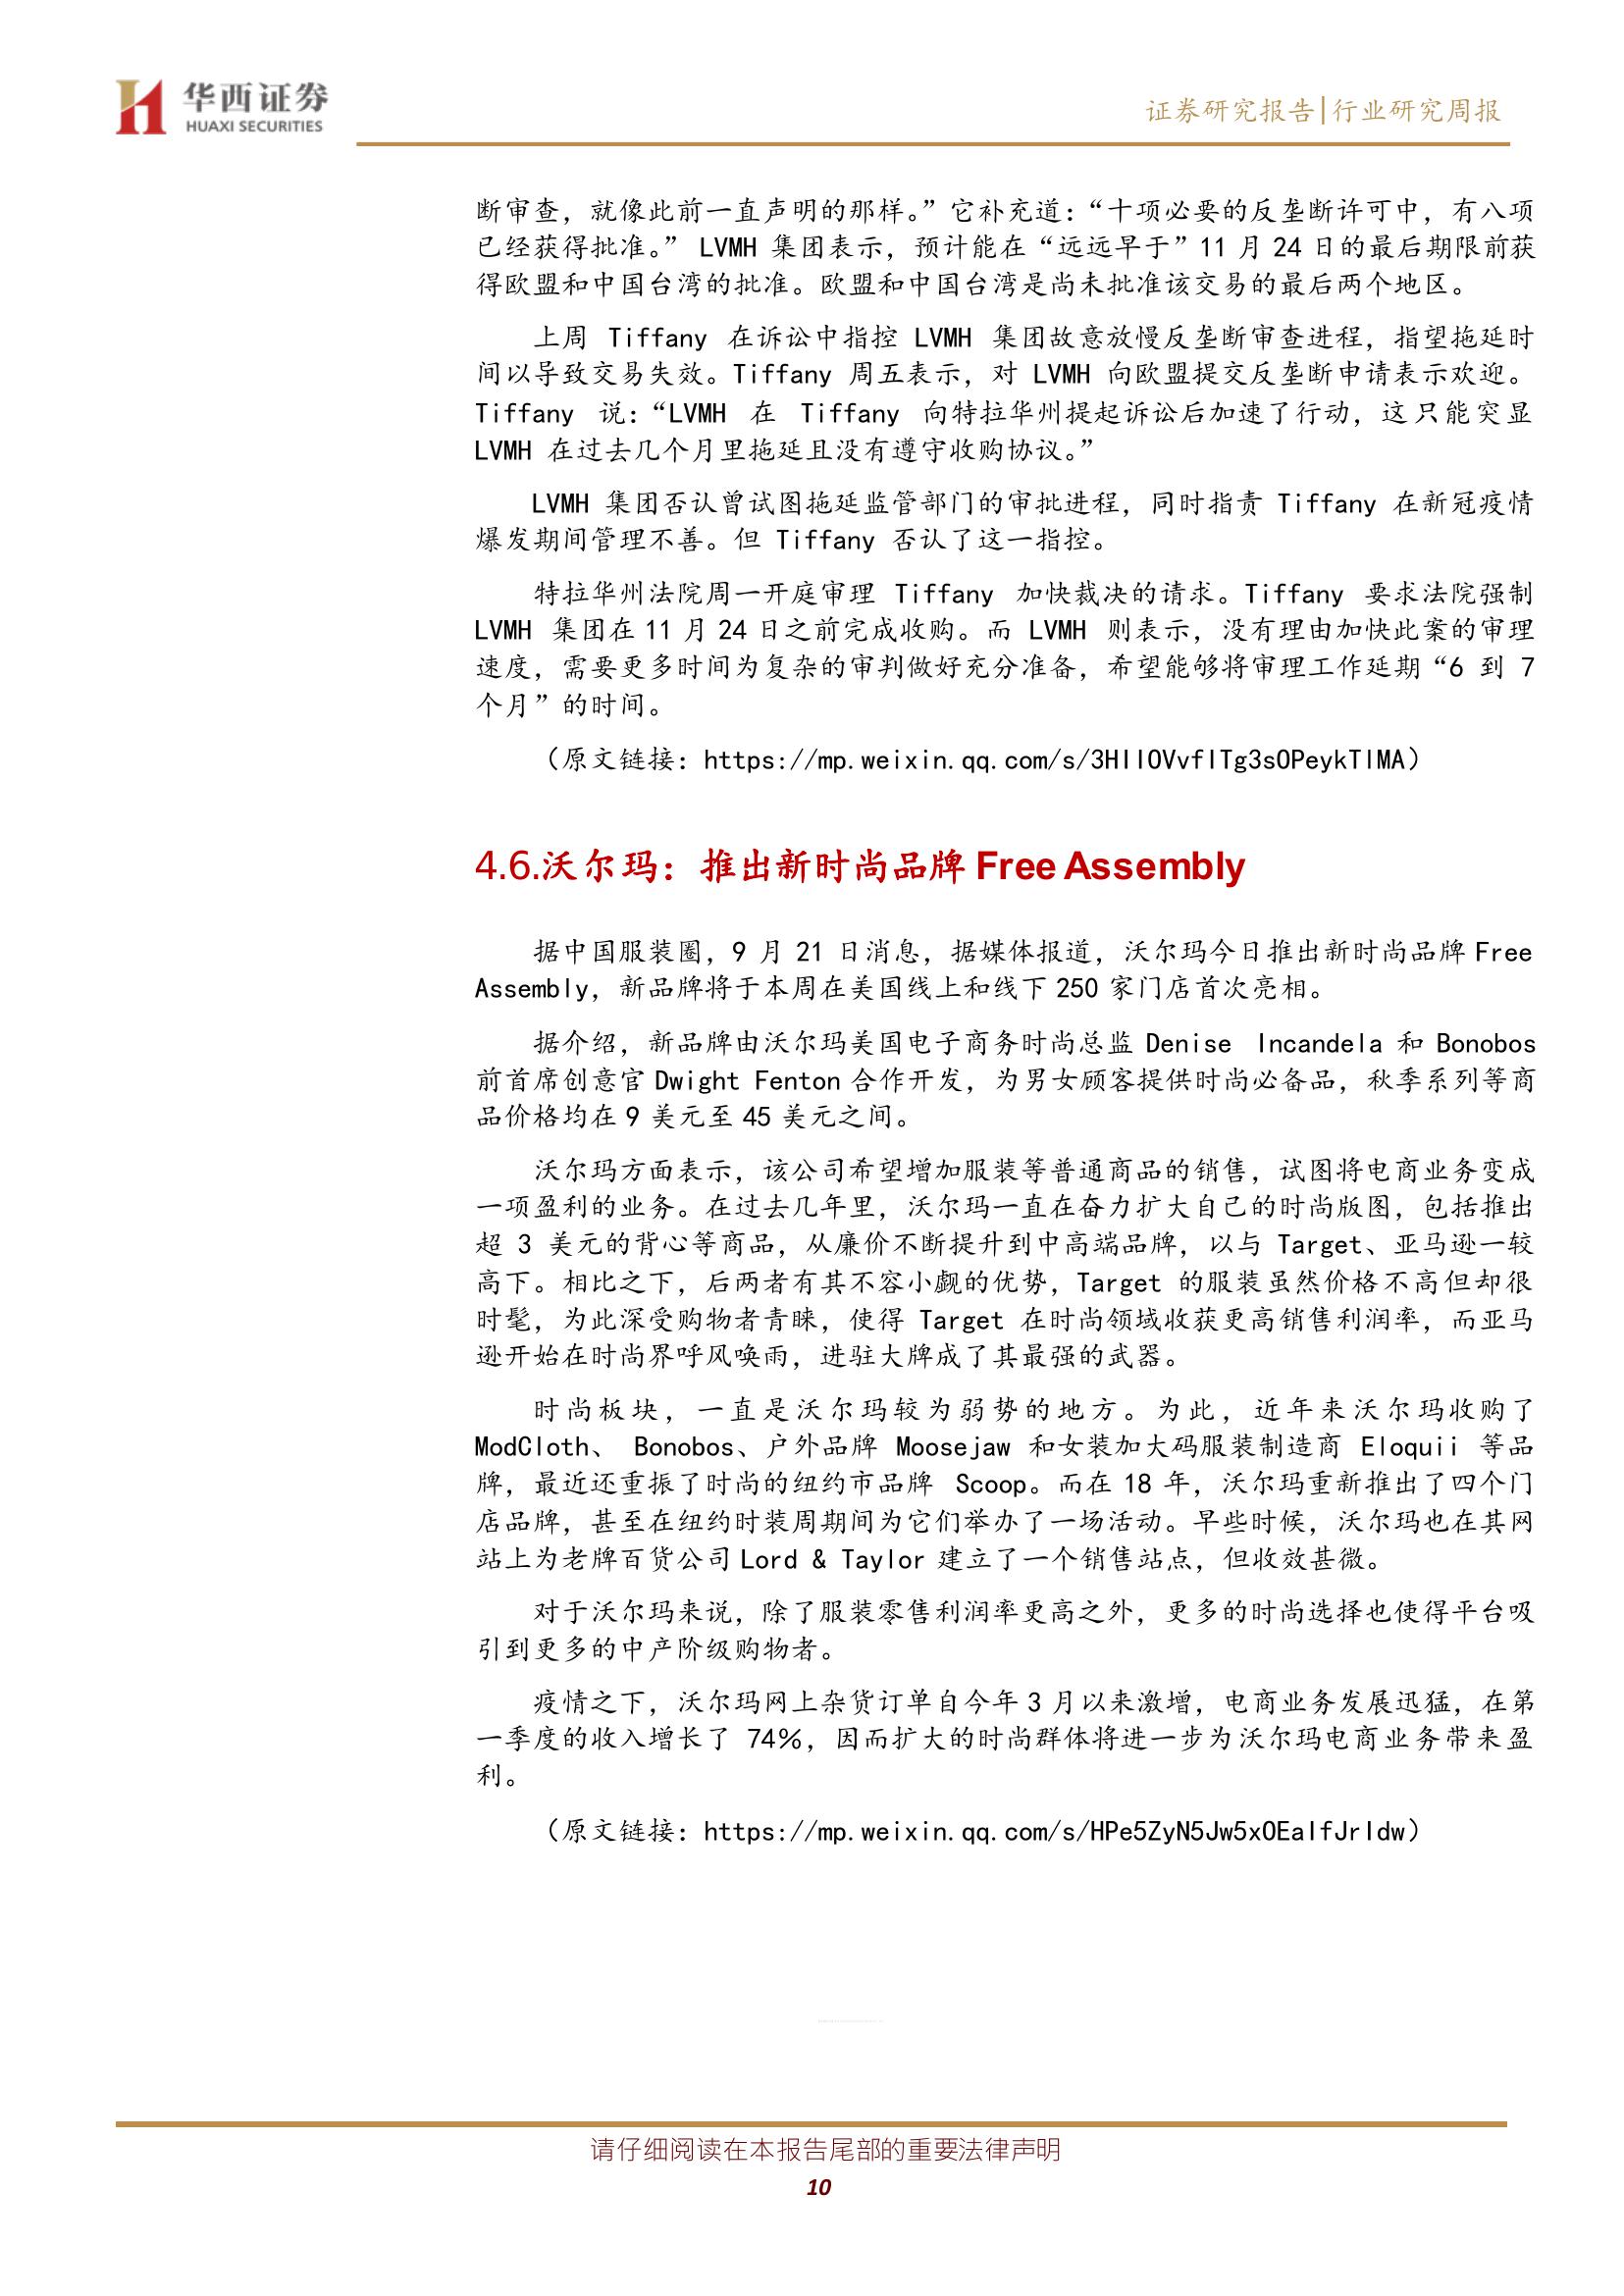 华西证券
HUAXI SECURITIES
证券研究报告|行业研究周报
断审查，就像此前一直声明的那样。”它补充道：“十项必要的反垄断许可中，有八项
已经获得批准。” LVMH 集团表示，预计能在“远远早于”11 月 24 日的最后期限前获
得欧盟和中国台湾的批准。欧盟和中国台湾是尚未批准该交易的最后两个地区。
上周 Tiffany 在诉讼中指控 LVMH 集团故意放慢反垄断审查进程，指望拖延时
间以导致交易失效。Tiffany 周五表示，对 LVMH 向欧盟提交反垄断申请表示欢迎。
Tiffany 说：“LVMH 在 Tiffany 向特拉华州提起诉讼后加速了行动，这只能突显
LVMH 在过去几个月里拖延且没有遵守收购协议。”
LVMH 集团否认曾试图拖延监管部门的审批进程，同时指责 Tiffany 在新冠疫情
爆发期间管理不善。但 Tiffany 否认了这一指控。
特拉华州法院周一开庭审理 Tiffany 加快裁决的请求。Tiffany 要求法院强制
LVMH 集团在 11 月 24 日之前完成收购。而 LVMH 则表示，没有理由加快此案的审理
速度，需要更多时间为复杂的审判做好充分准备，希望能够将审理工作延期“6 到 7
个月”的时间。
（原文链接：https://mp.weixin.qq.com/s/3HIlOVvfITg3sOPeykTlMA）
4.6.沃尔玛：推出新时尚品牌 Free Assembly
据中国服装圈，9 月 21 日消息，据媒体报道，沃尔玛今日推出新时尚品牌 Free
Assembly，新品牌将于本周在美国线上和线下 250 家门店首次亮相。
据介绍，新品牌由沃尔玛美国电子商务时尚总监 Denise Incandela 和 Bonobos
前首席创意官 Dwight Fenton 合作开发，为男女顾客提供时尚必备品，秋季系列等商
品价格均在 9 美元至 45 美元之间。
沃尔玛方面表示，该公司希望增加服装等普通商品的销售，试图将电商业务变成
一项盈利的业务。在过去几年里，沃尔玛一直在奋力扩大自己的时尚版图，包括推出
超 3 美元的背心等商品，从廉价不断提升到中高端品牌，以与 Target、亚马逊一较
高下。相比之下，后两者有其不容小觑的优势，Target 的服装虽然价格不高但却很
时髦，为此深受购物者青睐，使得 Target 在时尚领域收获更高销售利润率，而亚马
逊开始在时尚界呼风唤雨，进驻大牌成了其最强的武器。
时尚板块，一直是沃尔玛较为弱势的地方。为此，近年来沃尔玛收购了
ModCloth、 Bonobos、户外品牌 Moosejaw 和女装加大码服装制造商 Eloquii 等品
牌，最近还重振了时尚的纽约市品牌 Scoop。而在 18 年，沃尔玛重新推出了四个门
店品牌，甚至在纽约时装周期间为它们举办了一场活动。早些时候，沃尔玛也在其网
站上为老牌百货公司 Lord & Taylor 建立了一个销售站点，但收效甚微。
对于沃尔玛来说，除了服装零售利润率更高之外，更多的时尚选择也使得平台吸
引到更多的中产阶级购物者。
疫情之下，沃尔玛网上杂货订单自今年 3 月以来激增，电商业务发展迅猛，在第
一季度的收入增长了 74%，因而扩大的时尚群体将进一步为沃尔玛电商业务带来盈
利。
（原文链接：https://mp.weixin.qq.com/s/HPe5ZyN5Jw5xOEaIfJrIdw）
请仔细阅读在本报告尾部的重要法律声明
10